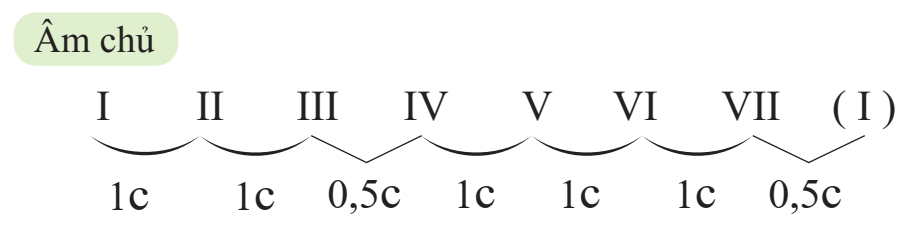 Âm chủ
I II III IV V VI VII ( I )
1c 1c 0,5c 1c 1c 1c 0,5c